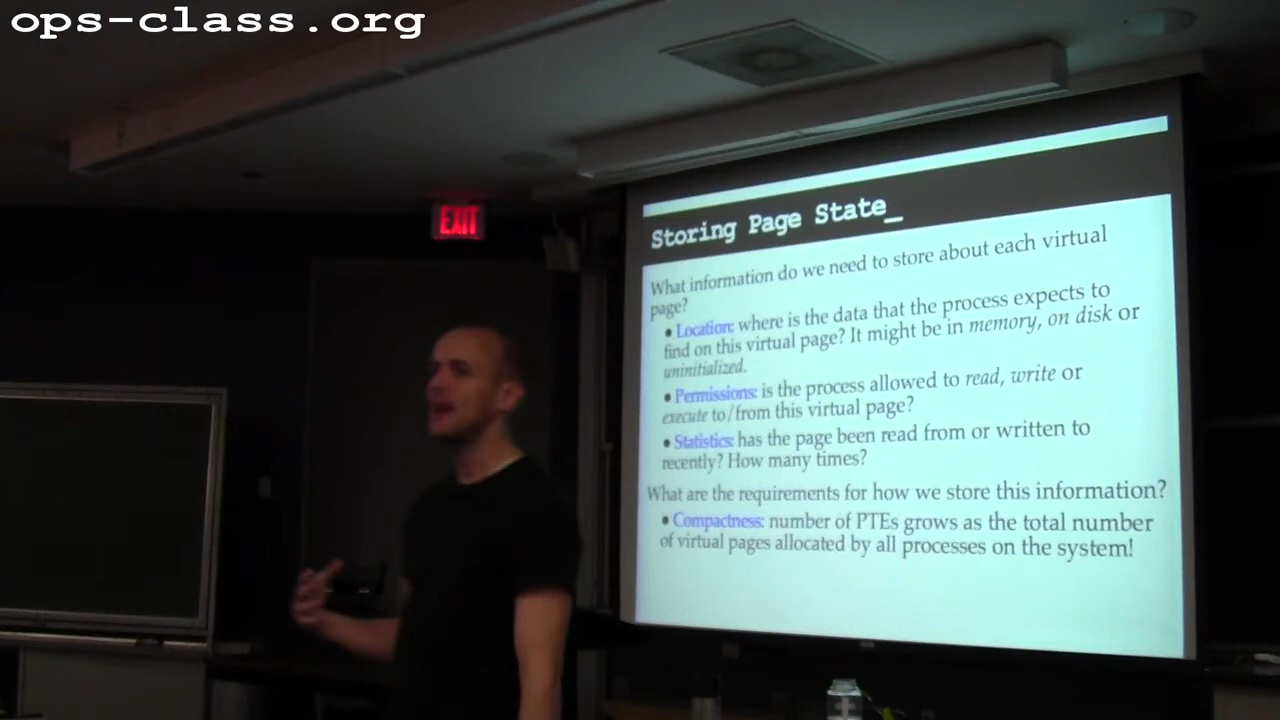 ops-class.org
EXIT
Storing Page State_
What information do we need to store about each virtual
page?
• Location: where is the data that the process expects to
find on this virtual page? It might be in memory, on disk or
uninitialized.
• Permissions: is the process allowed to read, write or
execute to/from this virtual page?
• Statistics: has the page been read from or written to
recently? How many times?
What are the requirements for how we store this information?
• Compactness: number of PTEs grows as the total number
of virtual pages allocated by all processes on the system!